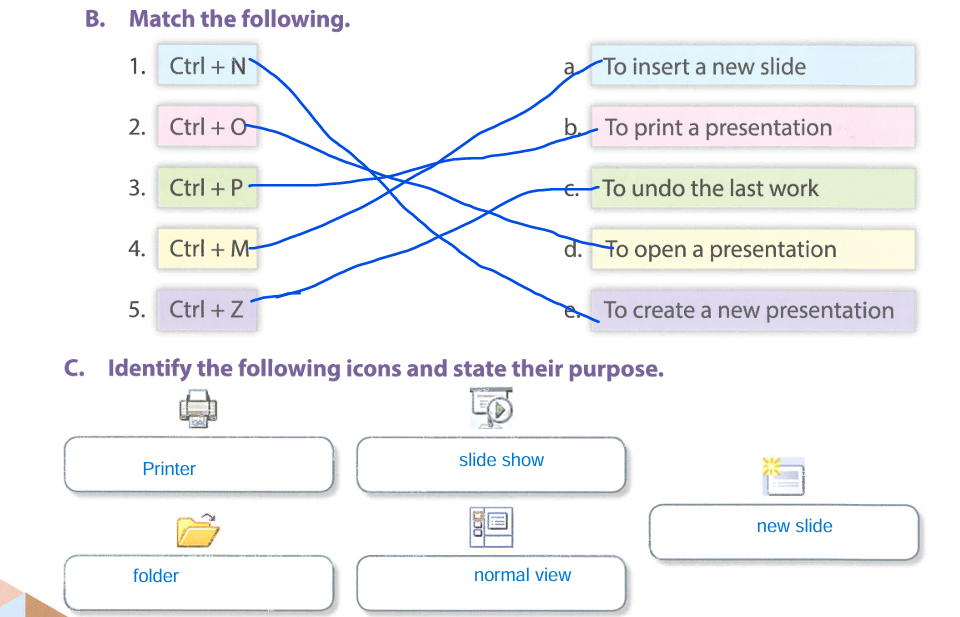 B. Match the following.
1. Ctrl + N a. To insert a new slide
2. Ctrl + O b. To print a presentation
3. Ctrl + P c. To undo the last work
4. Ctrl + M d. To open a presentation
5. Ctrl + Z e. To create a new presentation
C. Identify the following icons and state their purpose.
Printer slide show
new slide
folder normal view